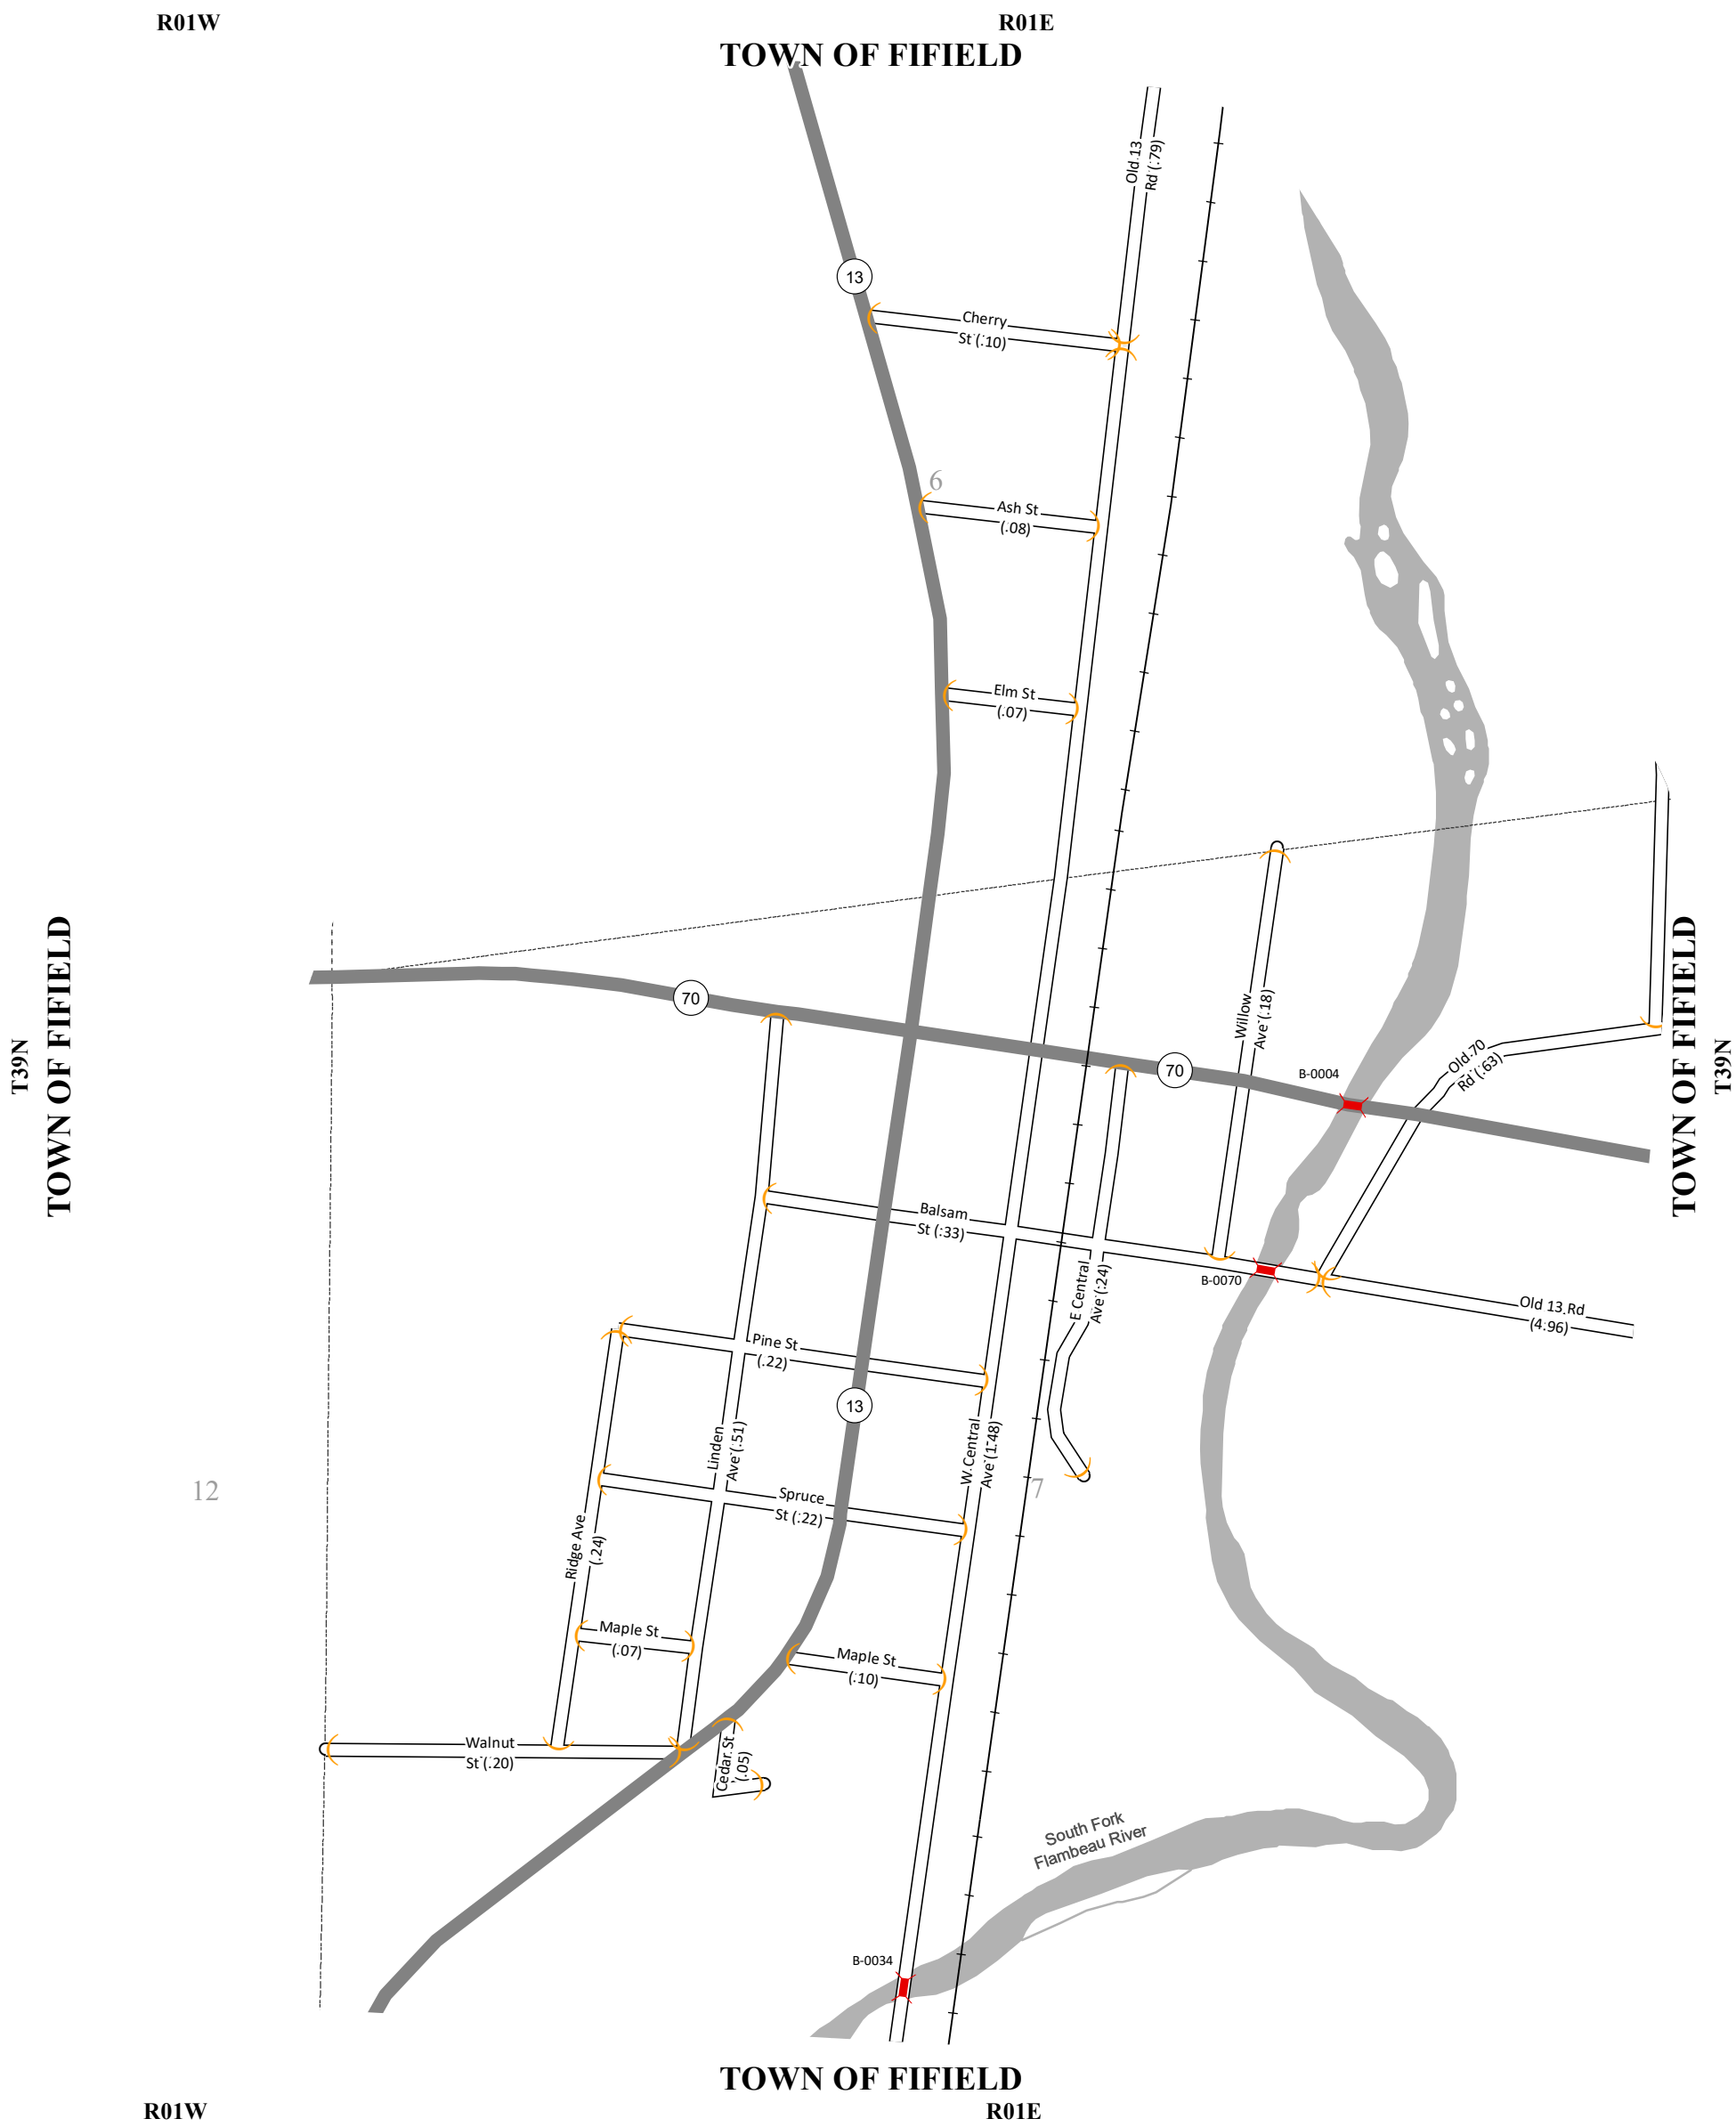 R01W
R01E
TOWN OF FIFIELD
Old 13
Rd (.79)
13
Cherry
St (.10)
6
Ash St
(.08)
Elm St
(.07)
TOWN OF FIFIELD
T39N
70
70
Willow
Ave (.18)
B-0004
Old 70
Rd (.63)
TOWN OF FIFIELD
T39N
Balsam
St (.33)
E Central
Ave (.24)
B-0070
Old 13 Rd
(4.96)
Pine St
(.22)
13
Linden
Ave (.51)
W Central
Ave (1.48)
12
7
Spruce
St (.22)
Ridge Ave
(.24)
Maple St
(.07)
Maple St
(.10)
Walnut
St (.20)
Cedar St
(.05)
South Fork
Flambeau River
B-0034
TOWN OF FIFIELD
R01W
R01E